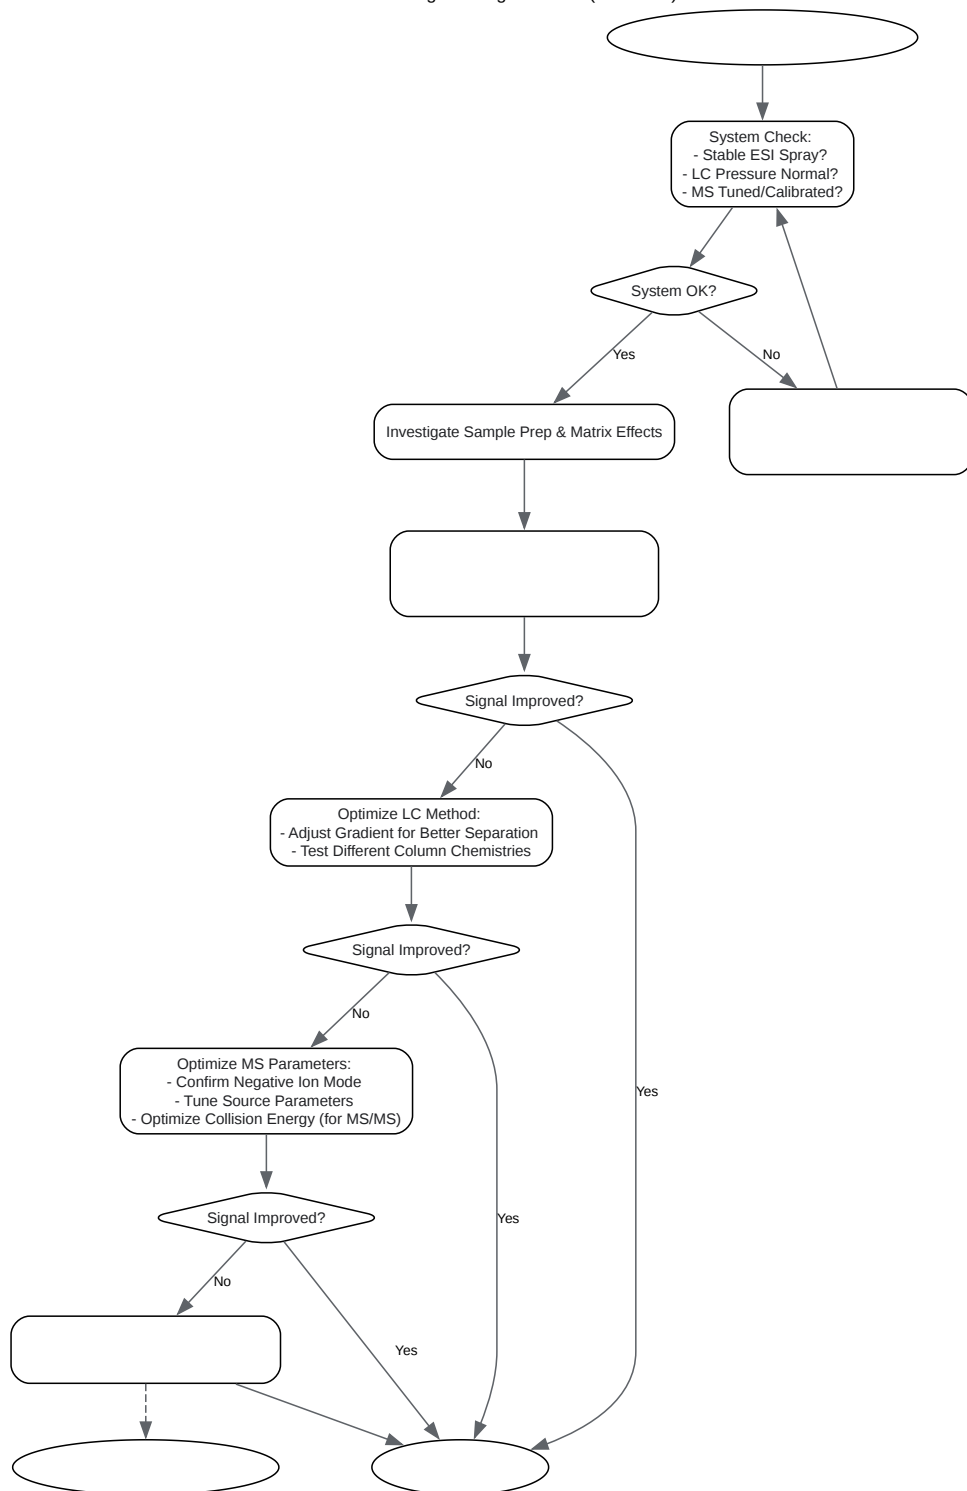 System Check:
- Stable ESI Spray?
- LC Pressure Normal?
- MS Tuned/Calibrated?
System OK?
Yes
No
Investigate Sample Prep & Matrix Effects
Signal Improved?
No
Optimize LC Method:
- Adjust Gradient for Better Separation
- Test Different Column Chemistries
Signal Improved?
No
Optimize MS Parameters:
- Confirm Negative Ion Mode
- Tune Source Parameters
- Optimize Collision Energy (for MS/MS)
Yes
Signal Improved?
Yes
No
Yes